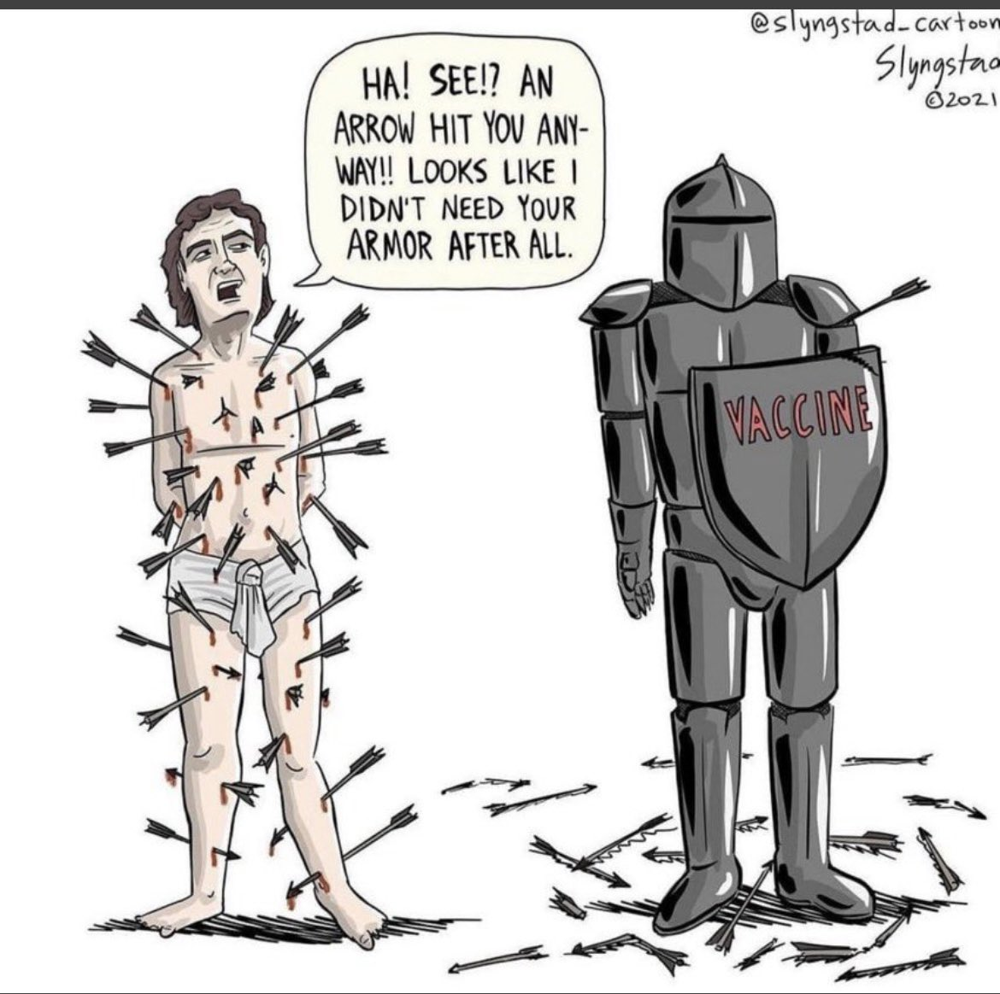 @slyngstad_cartoon
Slyngstad
©2021
HA! SEE!? AN
ARROW HIT YOU ANY-
WAY!! LOOKS LIKE I
DIDN'T NEED YOUR
ARMOR AFTER ALL.
VACCINE